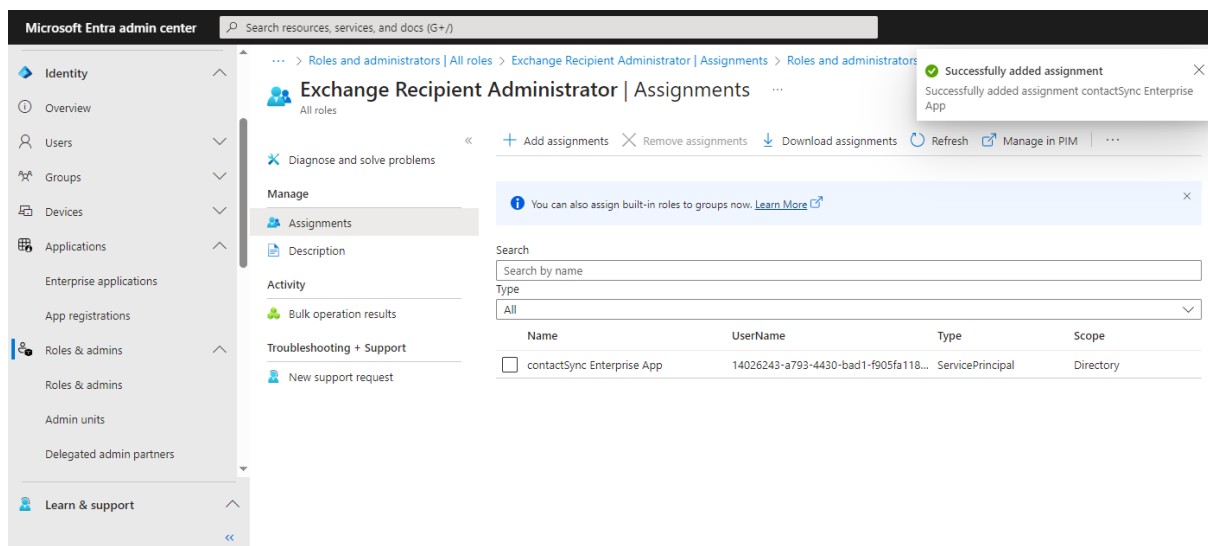 Microsoft Entra admin center
Search resources, services, and docs (G+/)
Identity
Overview
Users
Groups
Devices
Applications
Enterprise applications
App registrations
Roles & admins
Roles & admins
Admin units
Delegated admin partners
Learn & support
«
··· > Roles and administrators | All roles > Exchange Recipient Administrator | Assignments > Roles and administrators
Exchange Recipient Administrator | Assignments ···
All roles
«
Diagnose and solve problems
Manage
Assignments
Description
Activity
Bulk operation results
Troubleshooting + Support
New support request
Add assignments Remove assignments Download assignments Refresh Manage in PIM ···
You can also assign built-in roles to groups now. Learn More
Search
Search by name
Type
All
Name UserName Type Scope
contactSync Enterprise App 14026243-a793-4430-bad1-f905fa118... ServicePrincipal Directory
Successfully added assignment
Successfully added assignment contactSync Enterprise
App